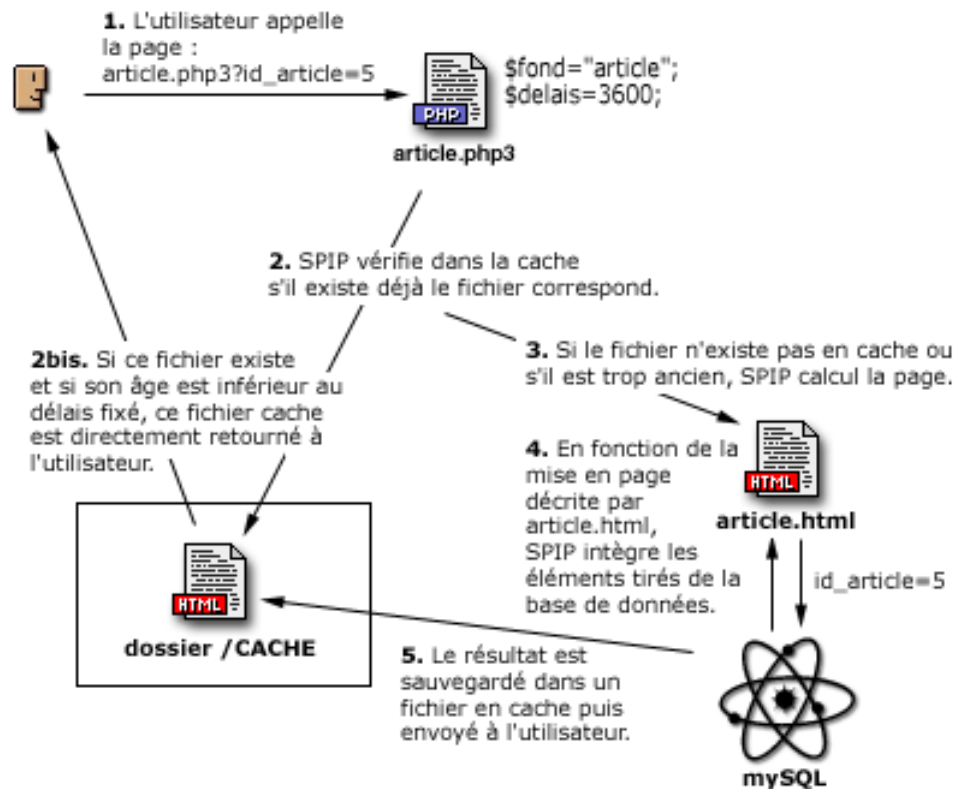 1. L'utilisateur appelle
la page :
article.php3?id_article=5
$fond="article";
$delais=3600;
PHP
article.php3
2. SPIP vérifie dans la cache
s'il existe déjà le fichier correspond.
2bis. Si ce fichier existe
et si son âge est inférieur au
délais fixé, ce fichier cache
est directement retourné à
l'utilisateur.
3. Si le fichier n'existe pas en cache ou
s'il est trop ancien, SPIP calcul la page.
4. En fonction de la
mise en page
décrite par
article.html,
SPIP intègre les
éléments tirés de la
base de données.
HTML
article.html
id_article=5
HTML
dossier /CACHE
5. Le résultat est
sauvegardé dans un
fichier en cache puis
envoyé à l'utilisateur.
mySQL